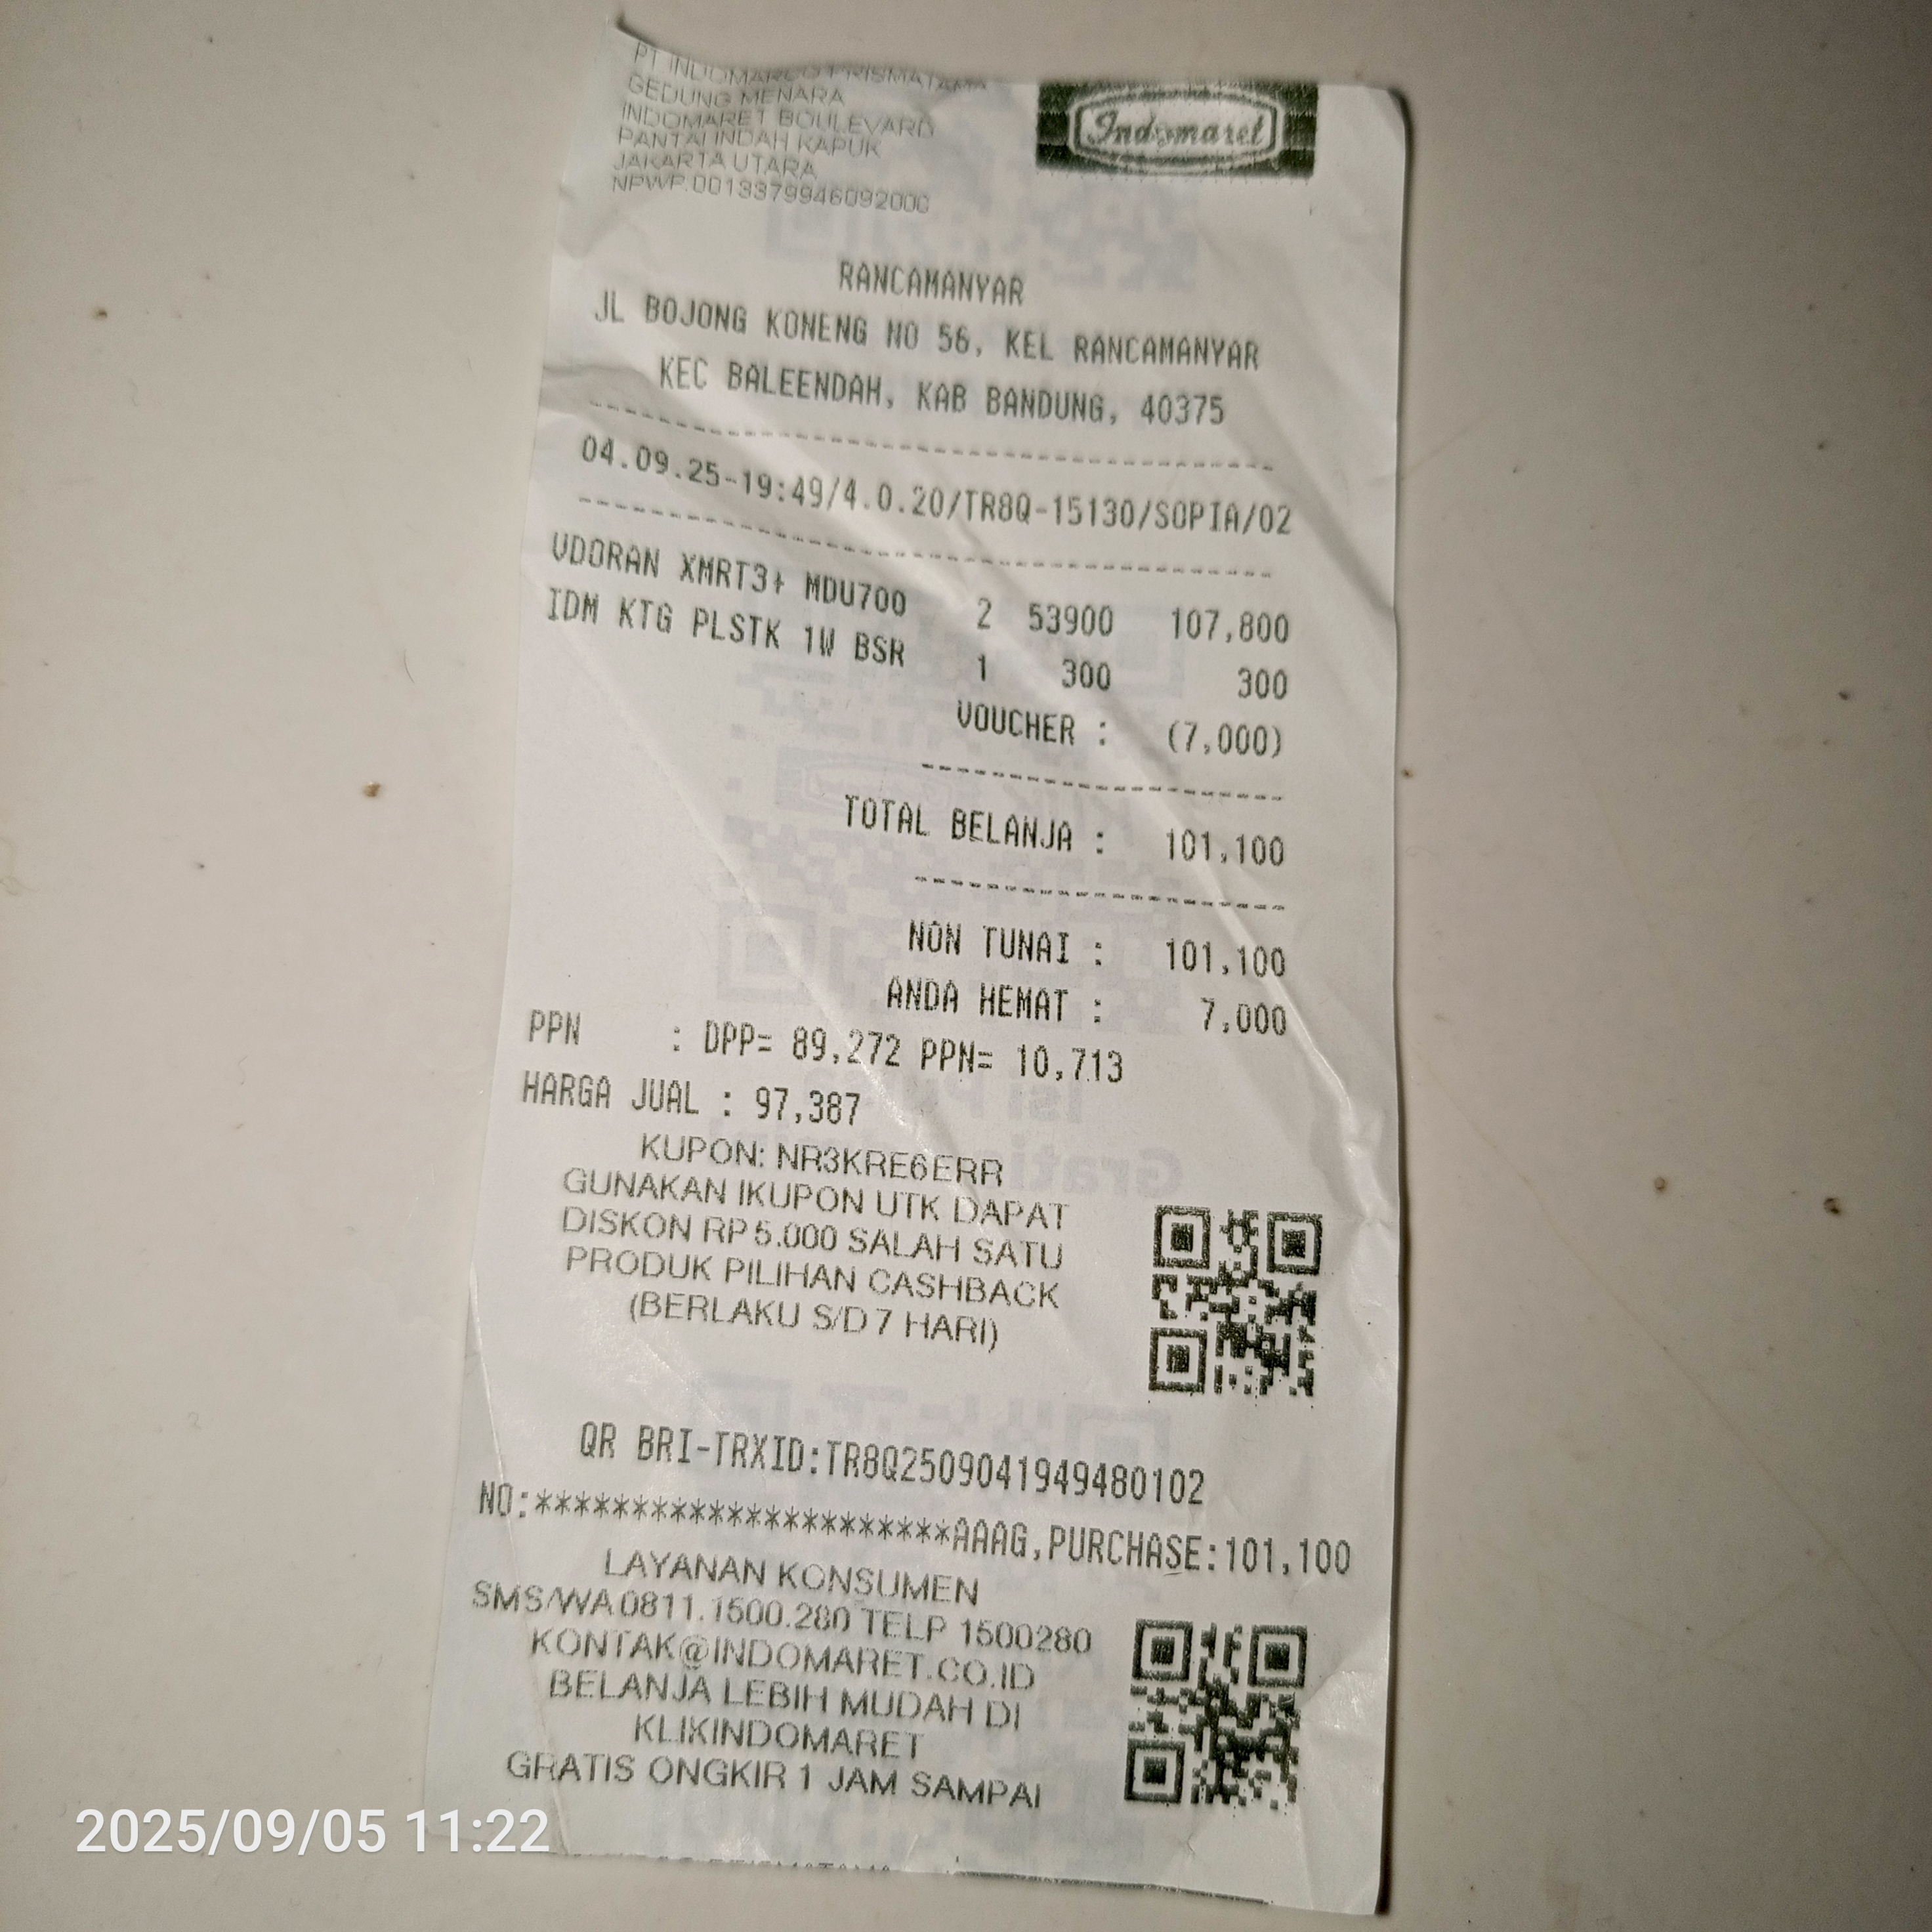 PT INDOMARCO PRISMATAMA
GEDUNG MENARA
INDOMARET BOULEVARD
PANTAI INDAH KAPUK
JAKARTA UTARA
NPWP.0013379946092000
Indomaret
RANCAMANYAR
JL BOJONG KONENG NO 56, KEL RANCAMANYAR
KEC BALEENDAH, KAB BANDUNG, 40375
04.09.25-19:49/4.0.20/TR8Q-15130/SOPIA/02
VDORAN XMRT3+ MDU700 2 53900 107,800
IDM KTG PLSTK 1W BSR 1 300 300
VOUCHER : (7,000)
TOTAL BELANJA : 101,100
NON TUNAI : 101,100
ANDA HEMAT : 7,000
PPN : DPP= 89,272 PPN= 10,713
HARGA JUAL : 97,387
KUPON: NR3KRE6ERR
GUNAKAN IKUPON UTK DAPAT
DISKON RP 5.000 SALAH SATU
PRODUK PILIHAN CASHBACK
(BERLAKU S/D 7 HARI)
QR BRI-TRXID:TR8Q2509041949480102
NO:**********************AAAG,PURCHASE:101,100
LAYANAN KONSUMEN
SMS/WA 0811.1500.280 TELP 1500280
KONTAK@INDOMARET.CO.ID
BELANJA LEBIH MUDAH DI
KLIKINDOMARET
GRATIS ONGKIR 1 JAM SAMPAI
2025/09/05 11:22